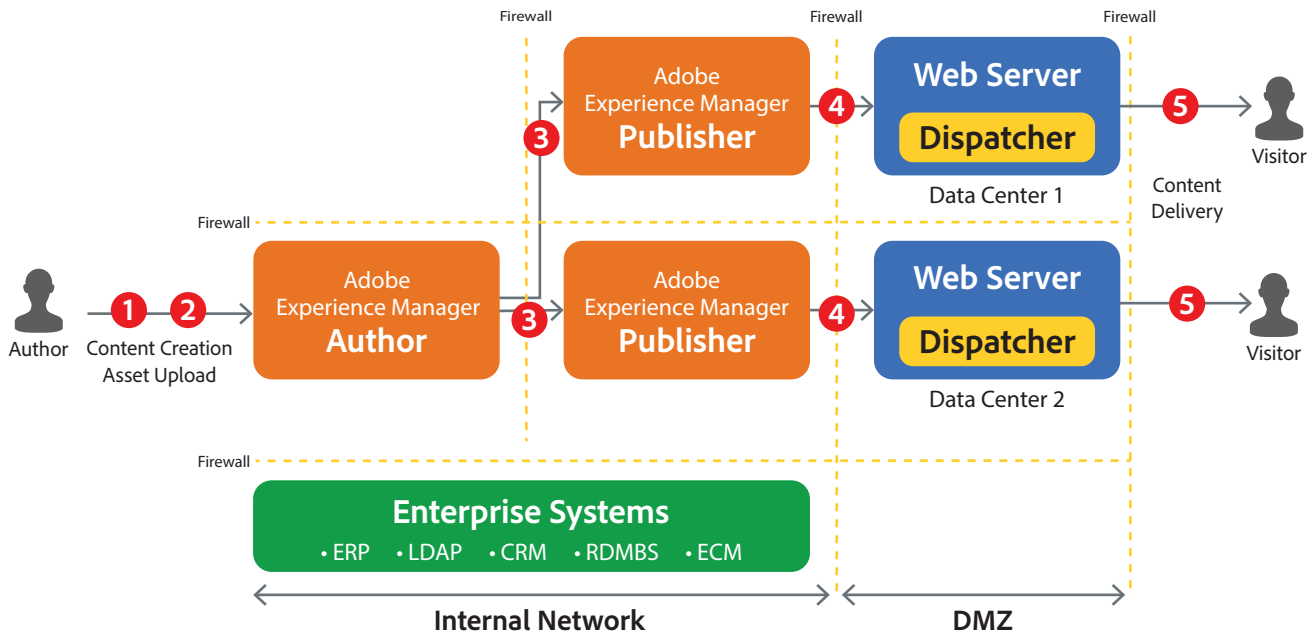 Firewall
Firewall
Firewall
Adobe
Experience Manager
Publisher
4
Web Server
Dispatcher
5
3
Visitor
Data Center 1
Content
Delivery
Firewall
Adobe
Experience Manager
Author
Adobe
Experience Manager
Publisher
Web Server
Dispatcher
1
2
3
4
5
Author
Content Creation
Asset Upload
Visitor
Data Center 2
Firewall
Enterprise Systems
• ERP • LDAP • CRM • RDMBS • ECM
Internal Network
DMZ